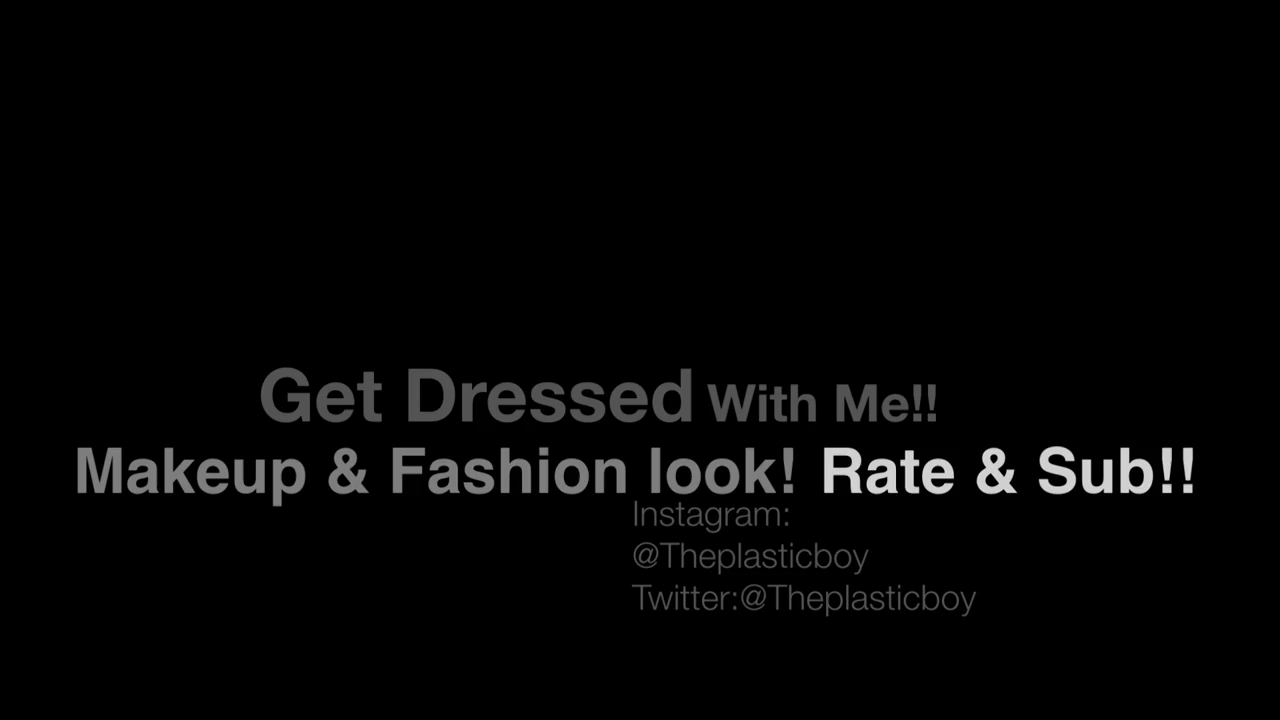 Get Dressed With Me!!
Makeup & Fashion look! Rate & Sub!!
Instagram:
@Theplasticboy
Twitter:@Theplasticboy